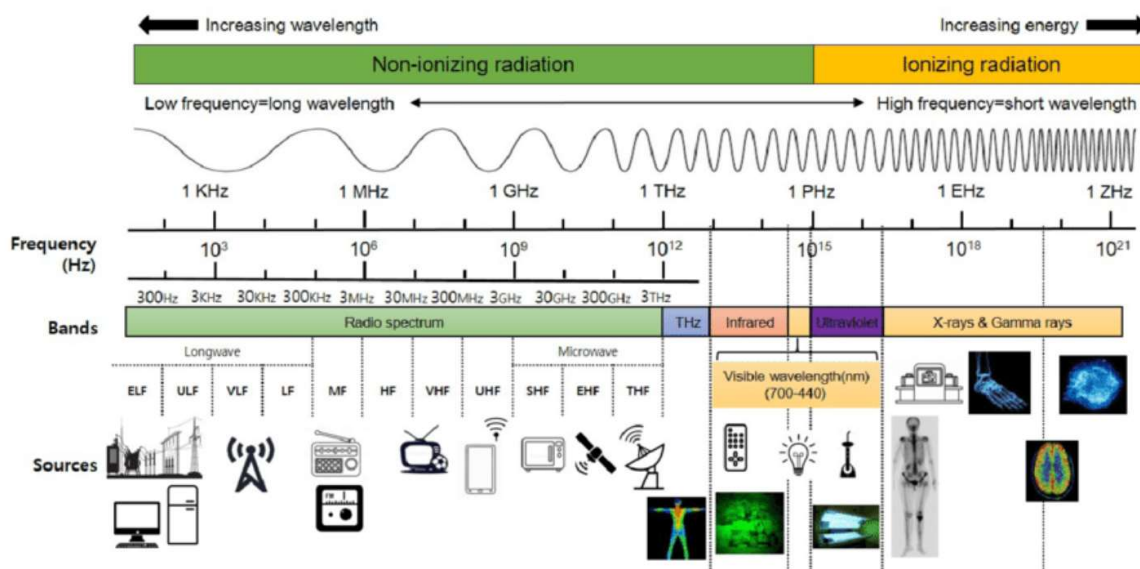 Increasing wavelength
Increasing energy
Non-ionizing radiation
Ionizing radiation
Low frequency=long wavelength
High frequency=short wavelength
1 KHz 1 MHz 1 GHz 1 THz 1 PHz 1 EHz 1 ZHz
Frequency
(Hz)
10³ 10⁶ 10⁹ 10¹² 10¹⁵ 10¹⁸ 10²¹
300Hz 3KHz 30KHz 300KHz 3MHz 30MHz 300MHz 3GHz 30GHz 300GHz 3THz
Bands
Radio spectrum
THz
Infrared
Ultraviolet
X-rays & Gamma rays
Longwave
Microwave
Visible wavelength(nm)
(700-440)
ELF ULF VLF LF MF HF VHF UHF SHF EHF THF
Sources
FM